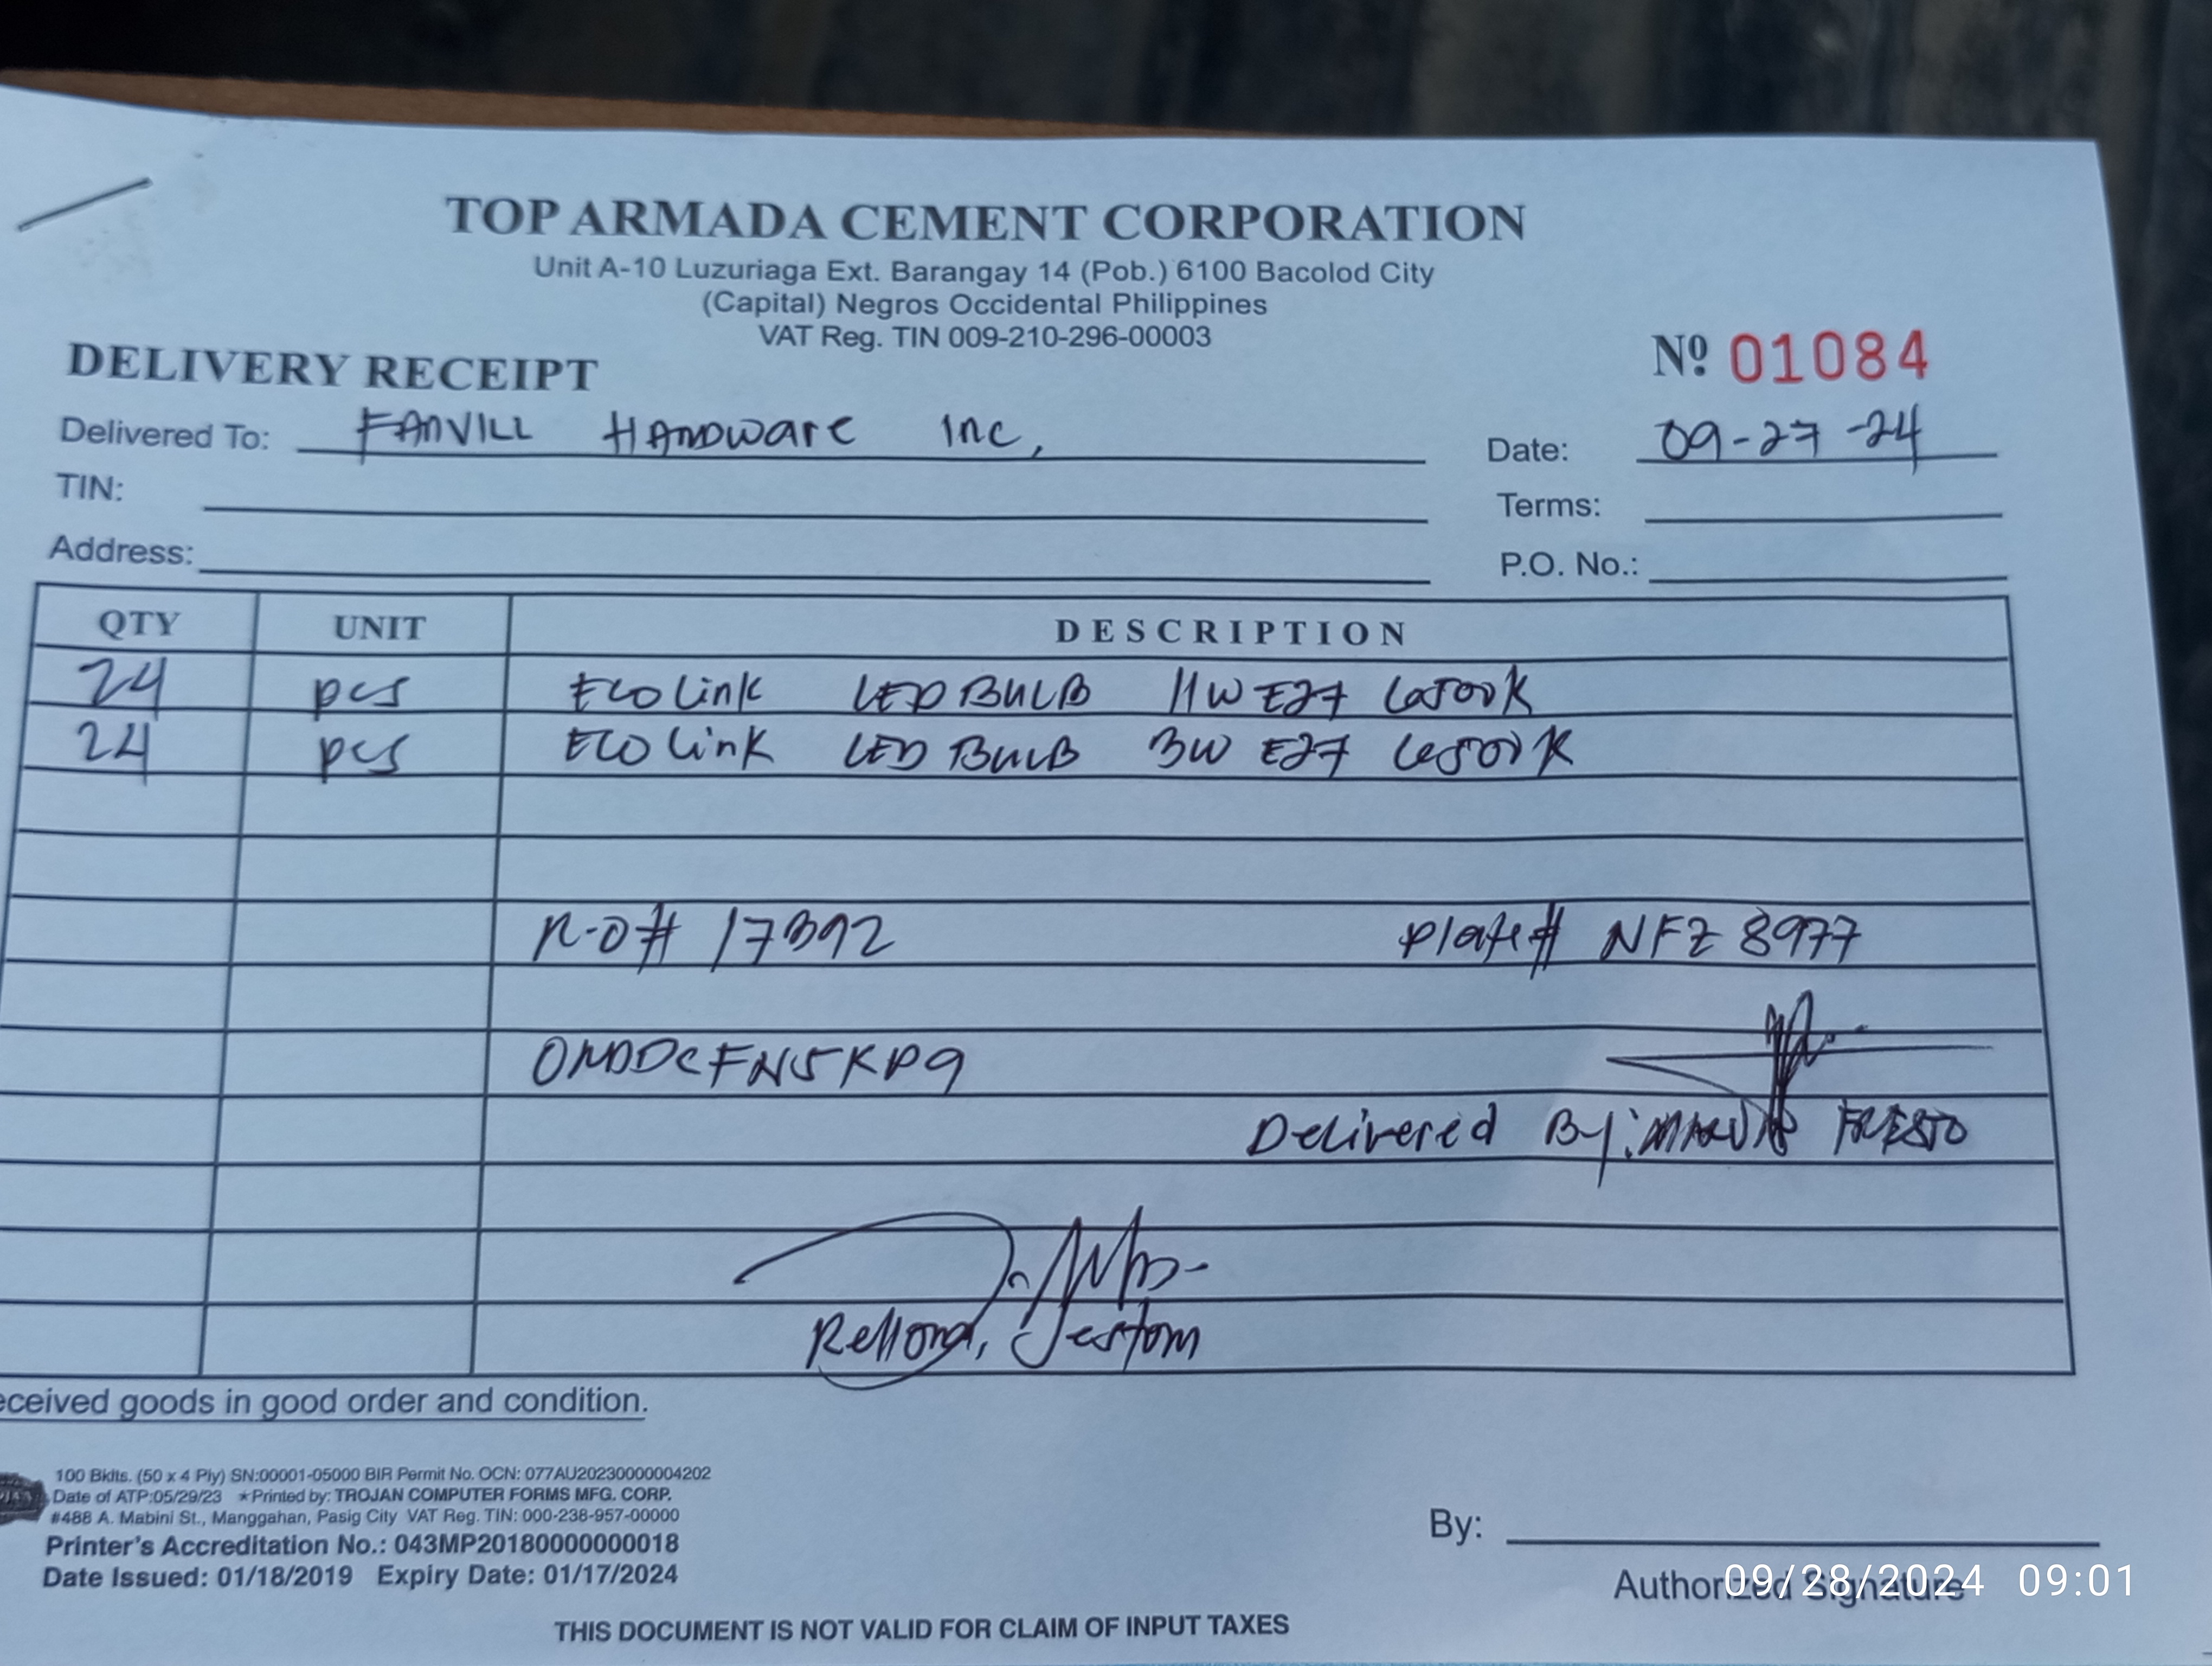 TOP ARMADA CEMENT CORPORATION
Unit A-10 Luzuriaga Ext. Barangay 14 (Pob.) 6100 Bacolod City
(Capital) Negros Occidental Philippines
VAT Reg. TIN 009-210-296-00003
DELIVERY RECEIPT
Nº 01084
Delivered To: FANVILL HANDWARE INC,
Date: 09-27-24
TIN:
Terms:
Address:
P.O. No.:
QTY UNIT DESCRIPTION
24 pcs ECOLink LED BULB 11W E27 6500K
24 pcs ECOLink LED BULB 3W E27 6500K
R-O# 17392 Plate# NFZ 8977
Delivered By:
Rellona, Jestom
eceived goods in good order and condition.
100 Bklts. (50 x 4 Ply) SN:00001-05000 BIR Permit No. OCN: 077AU20230000004202
Date of ATP:05/29/23 ★Printed by: TROJAN COMPUTER FORMS MFG. CORP.
#488 A. Mabini St., Manggahan, Pasig City VAT Reg. TIN: 000-238-957-00000
Printer's Accreditation No.: 043MP20180000000018
Date Issued: 01/18/2019 Expiry Date: 01/17/2024
By:
Authorized Signature
09/28/2024 09:01
THIS DOCUMENT IS NOT VALID FOR CLAIM OF INPUT TAXES